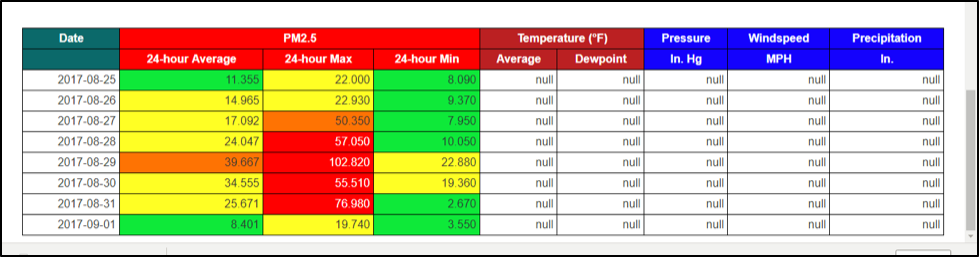 Date PM2.5 Temperature (°F) Pressure Windspeed Precipitation
24-hour Average 24-hour Max 24-hour Min Average Dewpoint In. Hg MPH In.
2017-08-25 11.355 22.000 8.090 null null null null null
2017-08-26 14.965 22.930 9.370 null null null null null
2017-08-27 17.092 50.350 7.950 null null null null null
2017-08-28 24.047 57.050 10.050 null null null null null
2017-08-29 39.667 102.820 22.880 null null null null null
2017-08-30 34.555 55.510 19.360 null null null null null
2017-08-31 25.671 76.980 2.670 null null null null null
2017-09-01 8.401 19.740 3.550 null null null null null